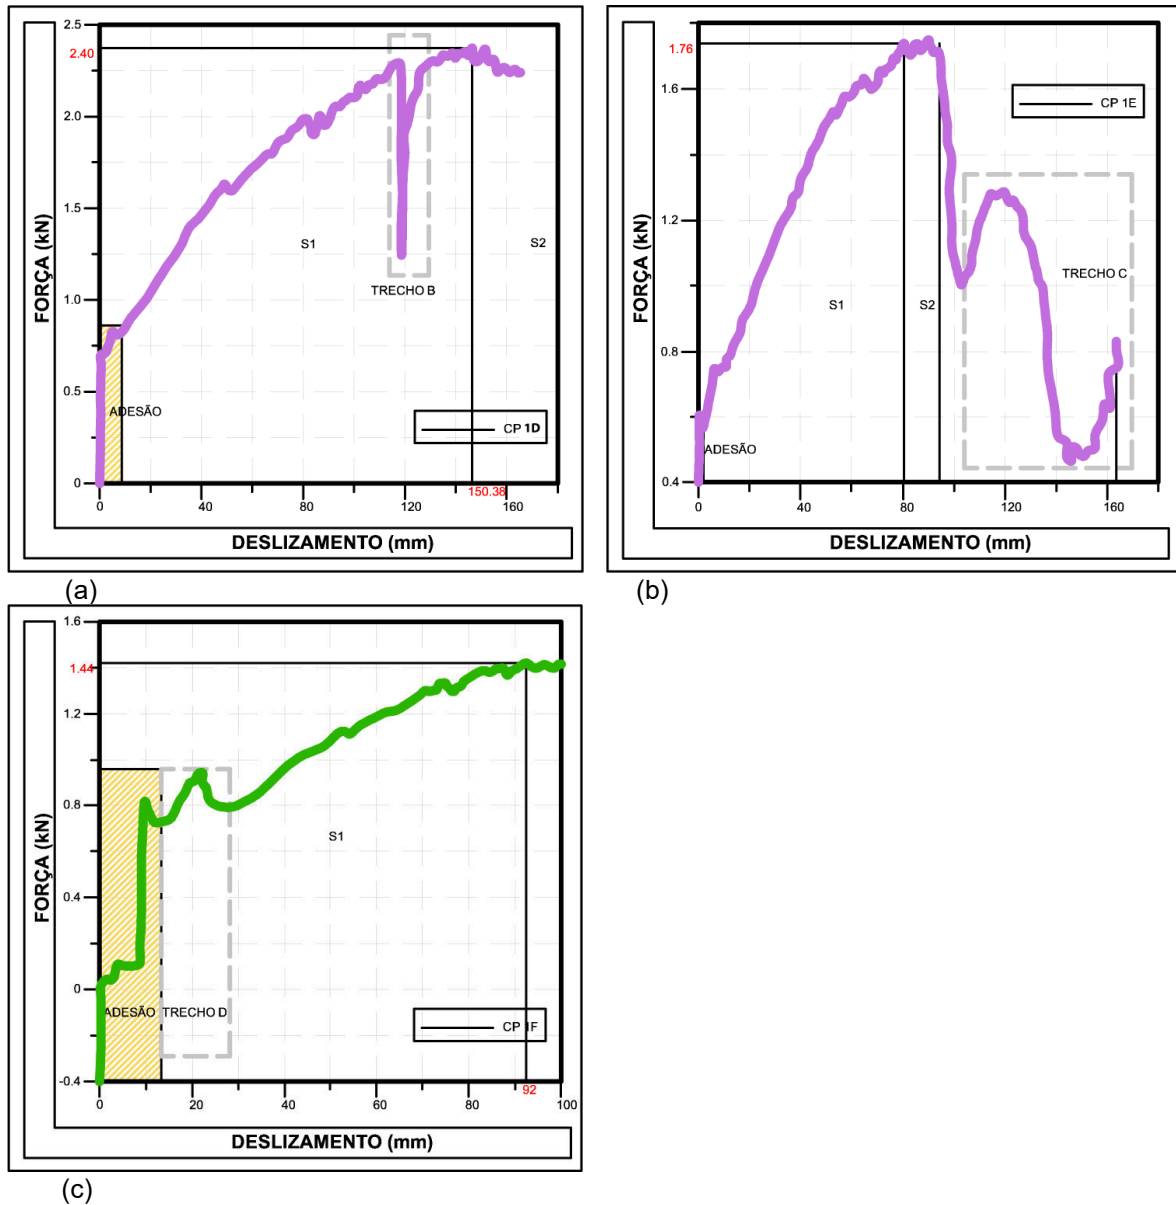 2.5
2.40
2.0
1.5
1.0
0.5
0
FORÇA (kN)
S1
S2
TRECHO B
ADESÃO
CP 1D
0
40
80
120
150.38
160
DESLIZAMENTO (mm)
(a)
1.76
1.6
1.2
0.8
0.4
FORÇA (kN)
CP 1E
TRECHO C
S1
S2
ADESÃO
0
40
80
120
160
DESLIZAMENTO (mm)
(b)
1.6
1.44
1.2
0.8
0.4
0
-0.4
FORÇA (kN)
S1
ADESÃO
TRECHO D
CP 1F
0
20
40
60
80
92
100
DESLIZAMENTO (mm)
(c)